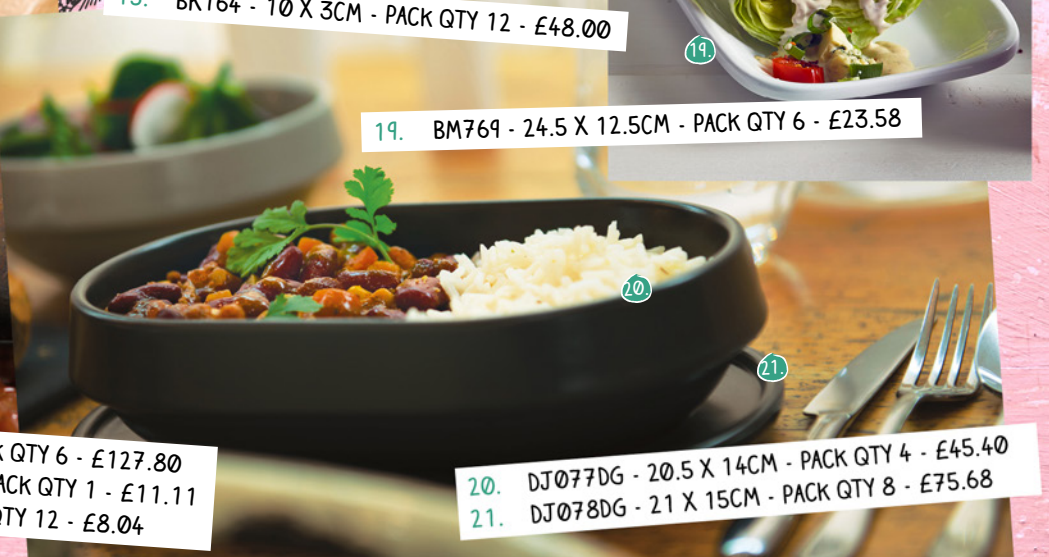 BK164 - 10 X 3CM - PACK QTY 12 - £48.00
19.
19. BM769 - 24.5 X 12.5CM - PACK QTY 6 - £23.58
20.
21.
QTY 6 - £127.80
PACK QTY 1 - £11.11
QTY 12 - £8.04
20. DJ077DG - 20.5 X 14CM - PACK QTY 4 - £45.40
21. DJ078DG - 21 X 15CM - PACK QTY 8 - £75.68